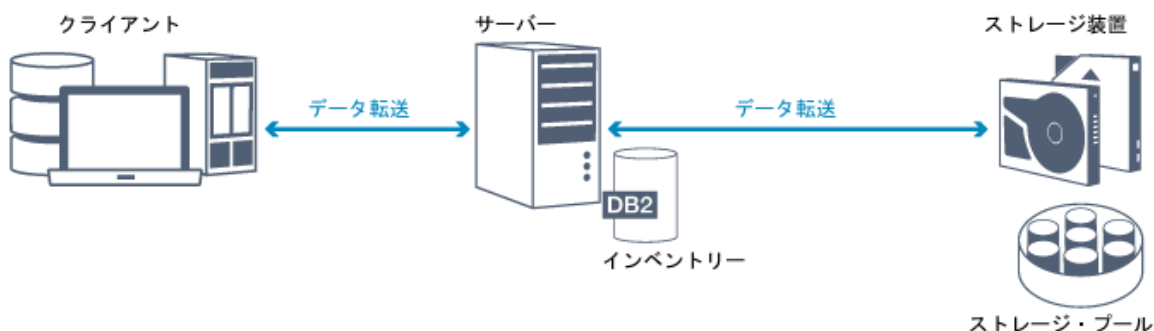 クライアント
サーバー
ストレージ装置
データ転送
データ転送
DB2
インベントリー
ストレージ・プール